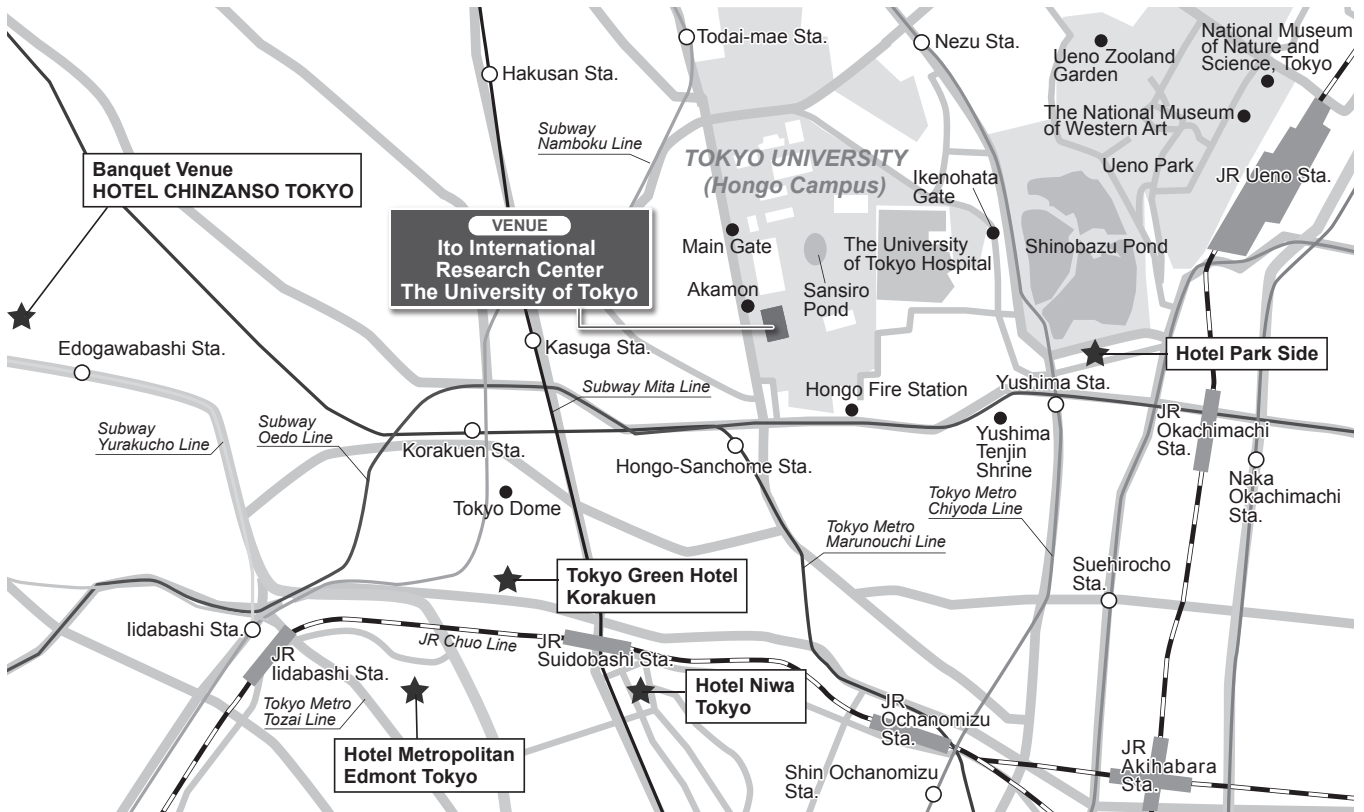 Todai-mae Sta.
Nezu Sta.
Ueno Zooland
Garden
National Museum
of Nature and
Science, Tokyo
Hakusan Sta.
The National Museum
of Western Art
Subway
Namboku Line
TOKYO UNIVERSITY
(Hongo Campus)
Ueno Park
JR Ueno Sta.
Banquet Venue
HOTEL CHINZANSO TOKYO
Ikenohata
Gate
VENUE
Ito International
Research Center
The University of Tokyo
Main Gate
The University
of Tokyo Hospital
Shinobazu Pond
Akamon
Sansiro
Pond
Edogawabashi Sta.
Kasuga Sta.
Hotel Park Side
Subway Mita Line
Hongo Fire Station
Yushima Sta.
Subway
Yurakucho Line
Subway
Oedo Line
Korakuen Sta.
Hongo-Sanchome Sta.
Yushima
Tenjin
Shrine
JR
Okachimachi
Sta.
Naka
Okachimachi
Sta.
Tokyo Dome
Tokyo Metro
Chiyoda Line
Tokyo Metro
Marunouchi Line
Tokyo Green Hotel
Korakuen
Suehirocho
Sta.
Iidabashi Sta.
JR
Iidabashi Sta.
JR Chuo Line
JR
Suidobashi Sta.
Tokyo Metro
Tozai Line
Hotel Niwa
Tokyo
JR
Ochanomizu
Sta.
Hotel Metropolitan
Edmont Tokyo
Shin Ochanomizu
Sta.
JR
Akihabara
Sta.